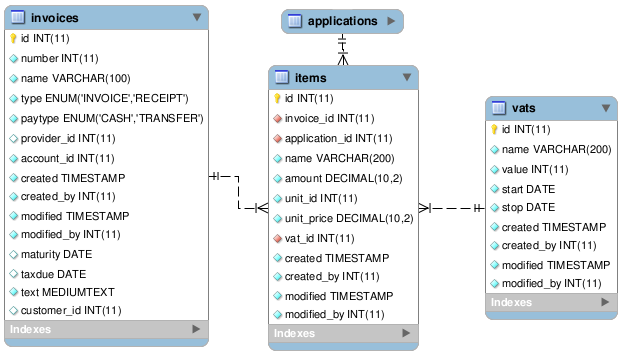 invoices
id INT(11)
number INT(11)
name VARCHAR(100)
type ENUM('INVOICE','RECEIPT')
paytype ENUM('CASH','TRANSFER')
provider_id INT(11)
account_id INT(11)
created TIMESTAMP
created_by INT(11)
modified TIMESTAMP
modified_by INT(11)
maturity DATE
taxdue DATE
text MEDIUMTEXT
customer_id INT(11)
Indexes
applications
items
id INT(11)
invoice_id INT(11)
application_id INT(11)
name VARCHAR(200)
amount DECIMAL(10,2)
unit_id INT(11)
unit_price DECIMAL(10,2)
vat_id INT(11)
created TIMESTAMP
created_by INT(11)
modified TIMESTAMP
modified_by INT(11)
Indexes
vats
id INT(11)
name VARCHAR(200)
value INT(11)
start DATE
stop DATE
created TIMESTAMP
created_by INT(11)
modified TIMESTAMP
modified_by INT(11)
Indexes